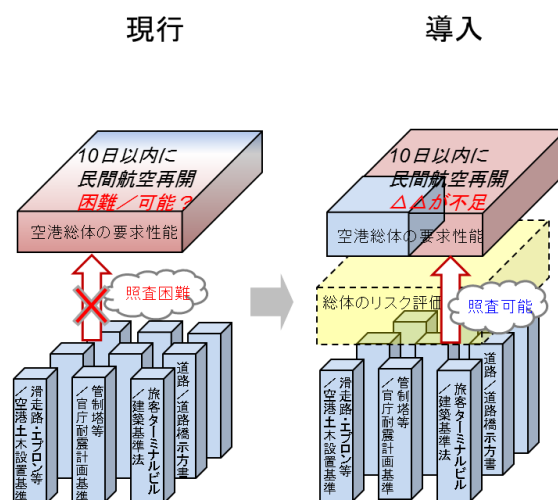 現行
導入
10日以内に
民間航空再開
困難／可能？
空港総体の要求性能
照査困難
滑走路・エプロン等
／空港土木設置基準
管制塔等
／官庁耐震計画基準
旅客ターミナルビル
／建築基準法
道路／道路橋示方書
10日以内に
民間航空再開
△△が不足
空港総体の要求性能
総体のリスク評価
照査可能
滑走路・エプロン等
／空港土木設置基準
管制塔等
／官庁耐震計画基準
旅客ターミナルビル
／建築基準法
道路／道路橋示方書